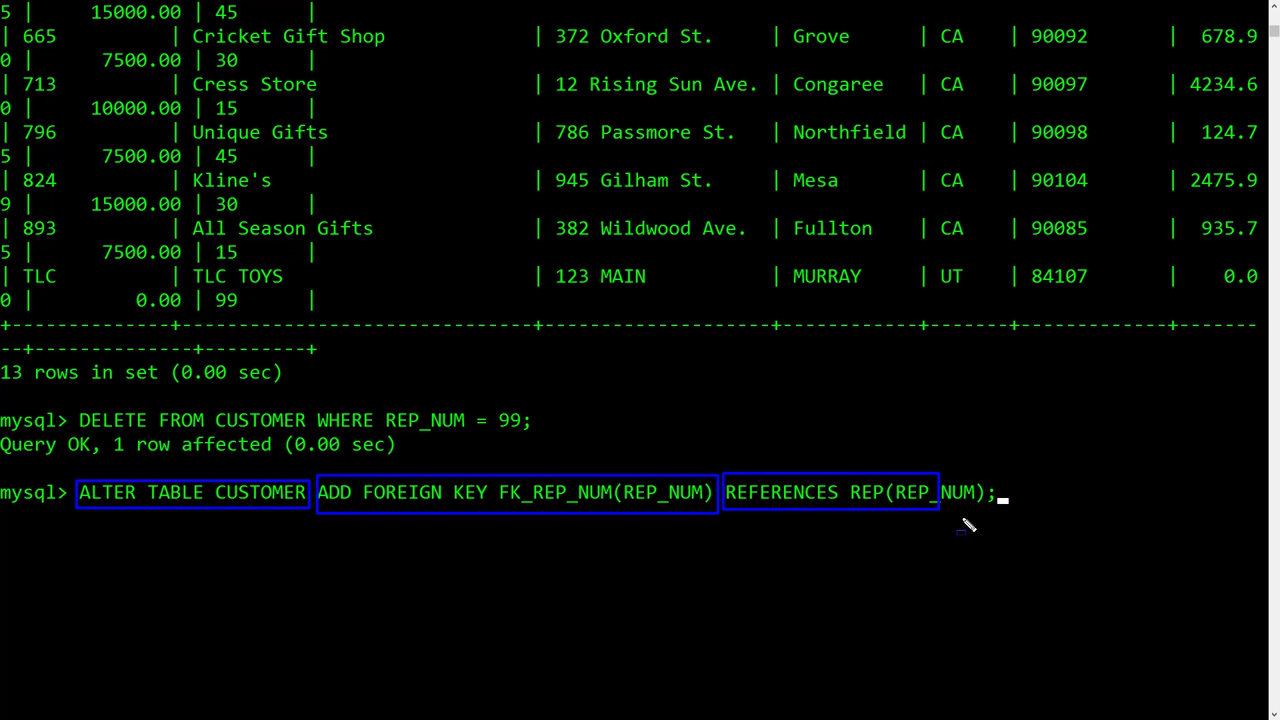 5 |     15000.00 | 45      |
| 665          | Cricket Gift Shop             | 372 Oxford St.     | Grove      | CA    | 90092       |  678.9
0 |      7500.00 | 30      |
| 713          | Cress Store                   | 12 Rising Sun Ave. | Congaree   | CA    | 90097       | 4234.6
0 |     10000.00 | 15      |
| 796          | Unique Gifts                  | 786 Passmore St.   | Northfield | CA    | 90098       |  124.7
5 |      7500.00 | 45      |
| 824          | Kline's                       | 945 Gilham St.     | Mesa       | CA    | 90104       | 2475.9
9 |     15000.00 | 30      |
| 893          | All Season Gifts              | 382 Wildwood Ave.  | Fullton    | CA    | 90085       |  935.7
5 |      7500.00 | 15      |
| TLC          | TLC TOYS                      | 123 MAIN           | MURRAY     | UT    | 84107       |    0.0
0 |         0.00 | 99      |
+--------------+-------------------------------+--------------------+------------+-------+-------------+-------
--+--------------+---------+
13 rows in set (0.00 sec)
mysql> DELETE FROM CUSTOMER WHERE REP_NUM = 99;
Query OK, 1 row affected (0.00 sec)
mysql> ALTER TABLE CUSTOMER ADD FOREIGN KEY FK_REP_NUM(REP_NUM) REFERENCES REP(REP_NUM);